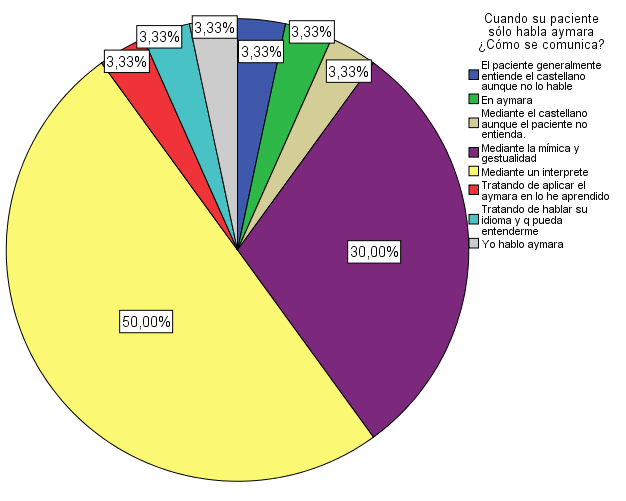 Cuando su paciente
sólo habla aymara
¿Cómo se comunica?
El paciente generalmente
entiende el castellano
aunque no lo hable
En aymara
Mediante el castellano
aunque el paciente no
entienda.
Mediante la mímica y
gestualidad
Mediante un interprete
Tratando de aplicar el
aymara en lo he aprendido
Tratando de hablar su
idioma y q pueda
entenderme
Yo hablo aymara
3,33%
3,33%
3,33%
3,33%
3,33%
3,33%
30,00%
50,00%